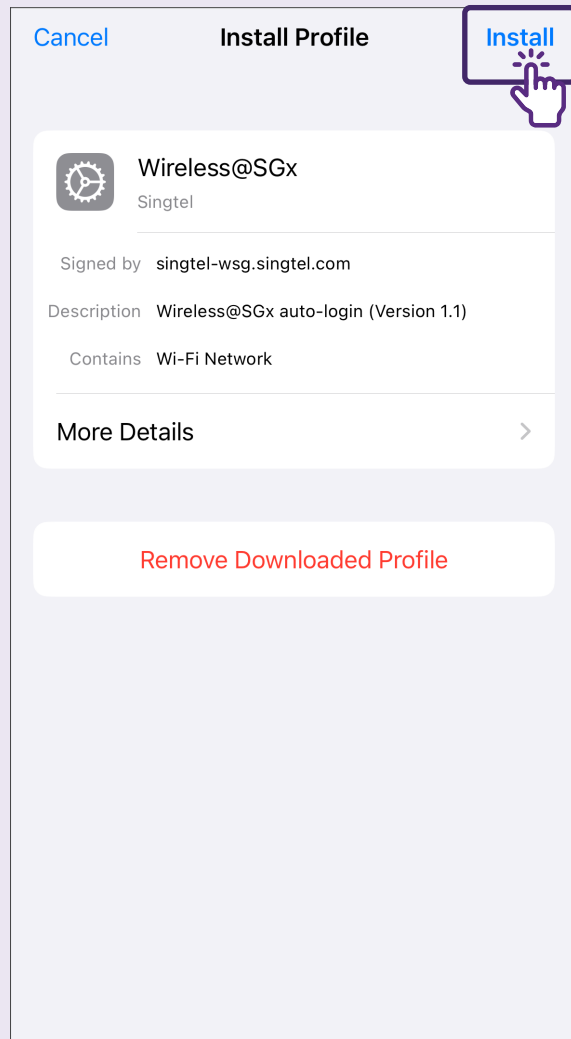 Cancel Install Profile Install
Wireless@SGx
Singtel
Signed by singtel-wsg.singtel.com
Description Wireless@SGx auto-login (Version 1.1)
Contains Wi-Fi Network
More Details
Remove Downloaded Profile